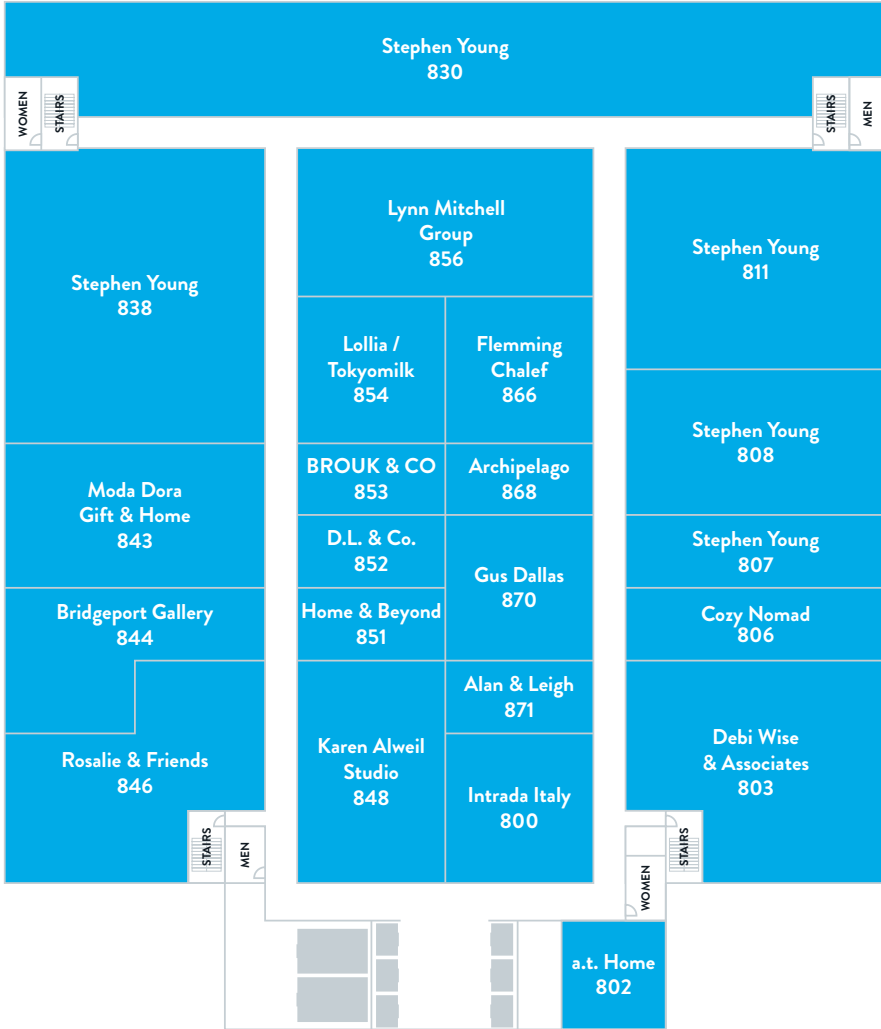 Stephen Young
830
WOMEN
STAIRS
STAIRS
MEN
Stephen Young
838
Lynn Mitchell
Group
856
Stephen Young
811
Lollia /
Tokyomilk
854
Flemming
Chalef
866
Stephen Young
808
BROUK & CO
853
Archipelago
868
Moda Dora
Gift & Home
843
D.L. & Co.
852
Gus Dallas
870
Stephen Young
807
Bridgeport Gallery
844
Home & Beyond
851
Cozy Nomad
806
Alan & Leigh
871
Rosalie & Friends
846
Karen Alweil
Studio
848
Intrada Italy
800
Debi Wise
& Associates
803
STAIRS
MEN
WOMEN
STAIRS
a.t. Home
802